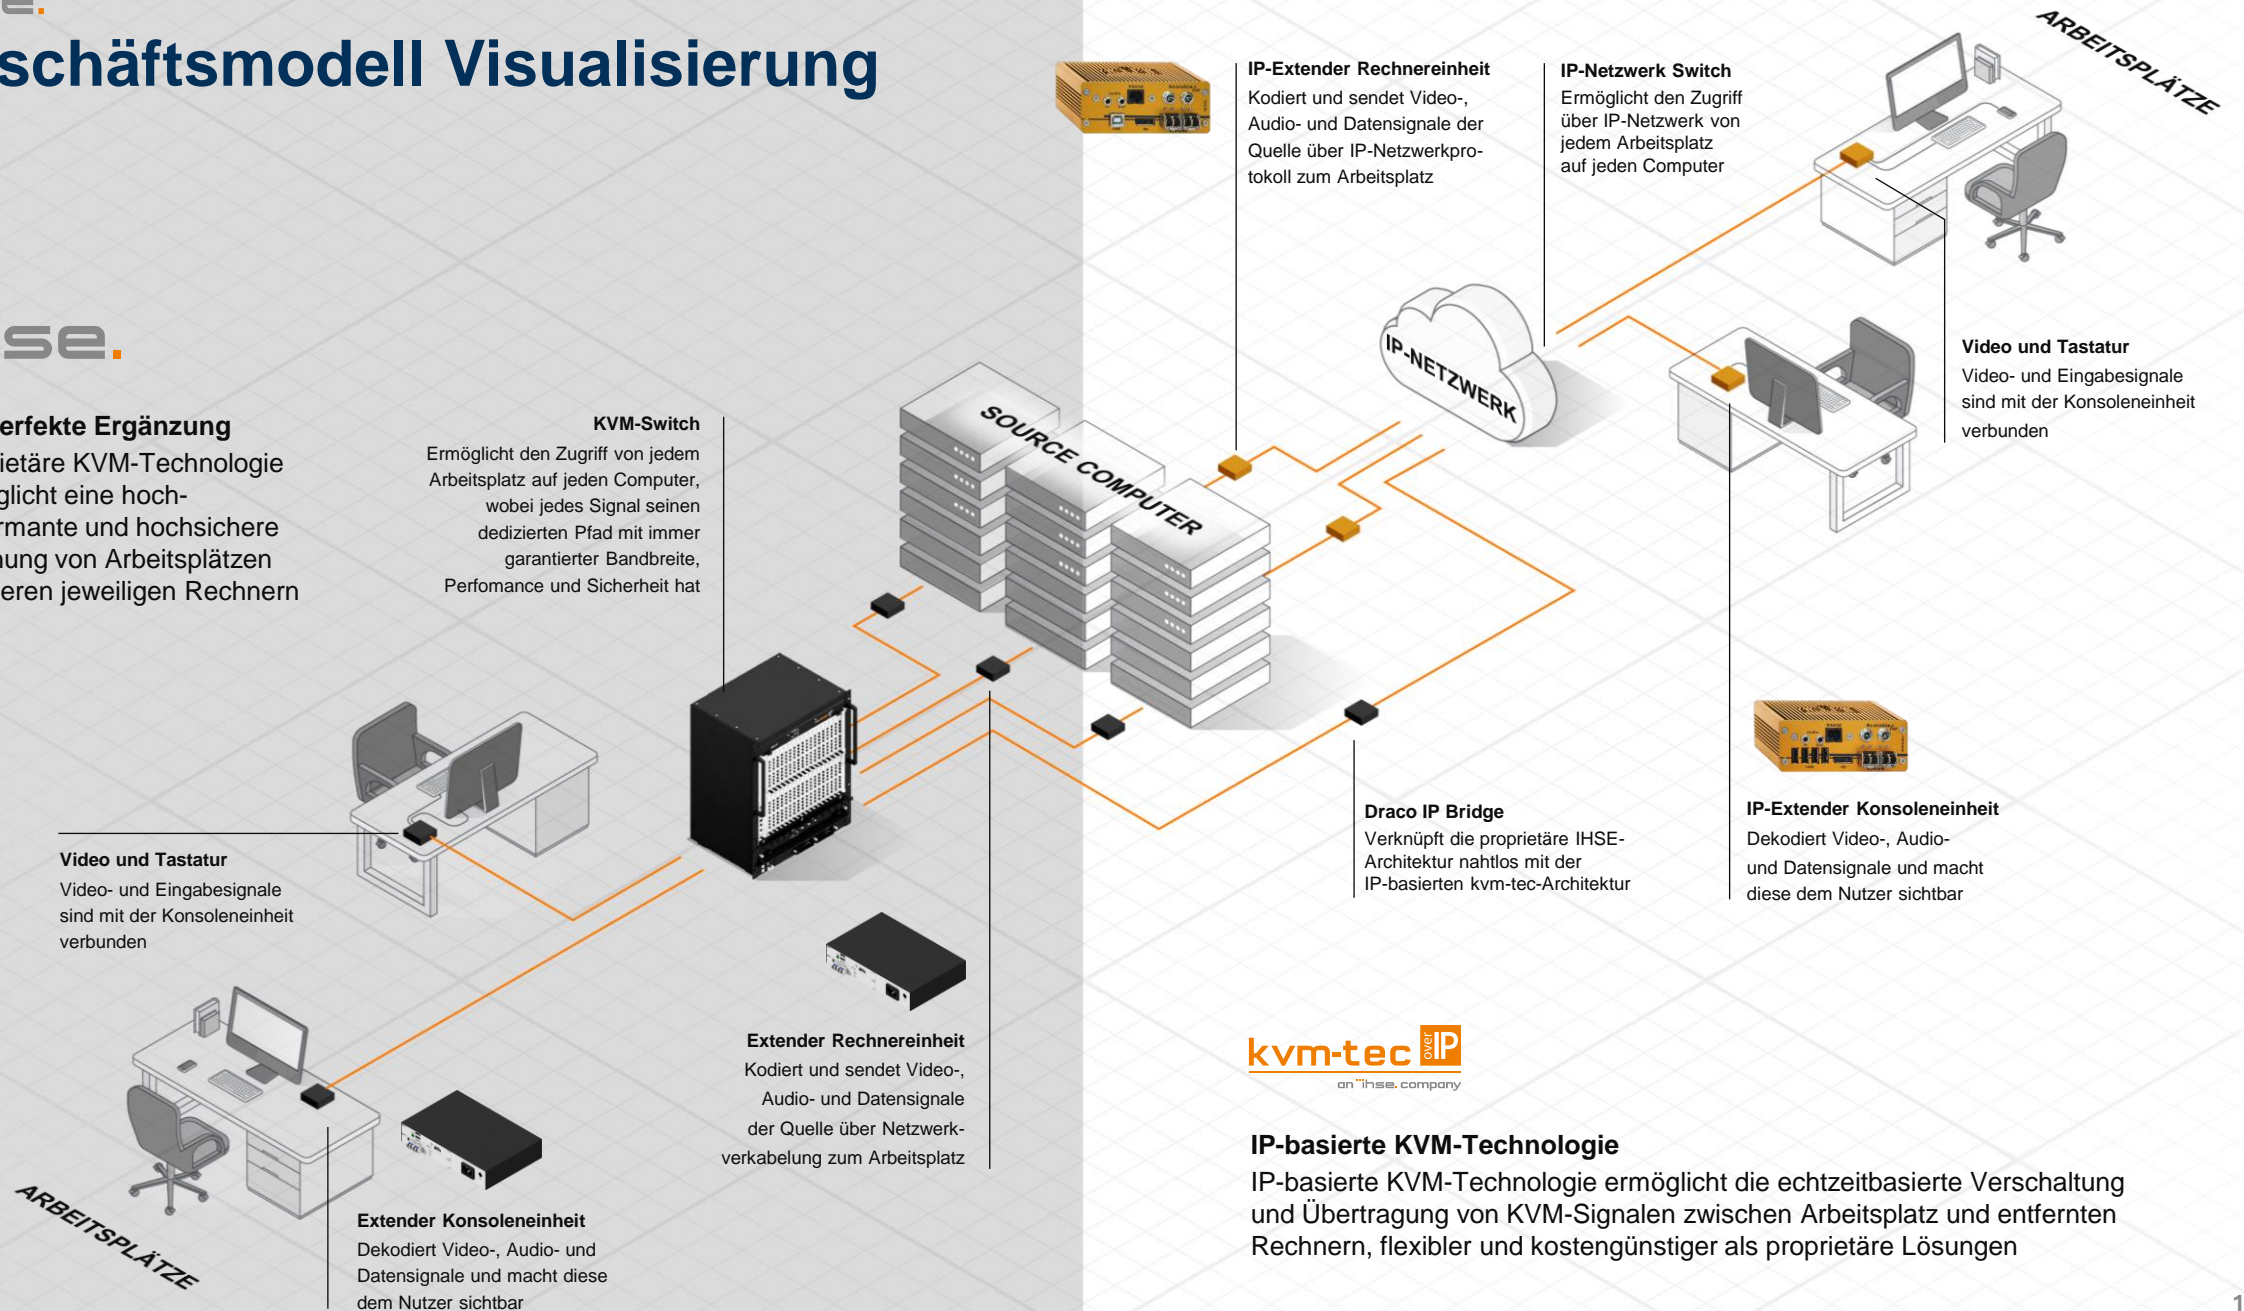 e.
schäftsmodell Visualisierung
se.
erfekte Ergänzung
ietäre KVM-Technologie
glicht eine hoch-
rmante und hochsichere
nung von Arbeitsplätzen
eren jeweiligen Rechnern
KVM-Switch
Ermöglicht den Zugriff von jedem
Arbeitsplatz auf jeden Computer,
wobei jedes Signal seinen
dedizierten Pfad mit immer
garantierter Bandbreite,
Perfomance und Sicherheit hat
Video und Tastatur
Video- und Eingabesignale
sind mit der Konsoleneinheit
verbunden
ARBEITSPLÄTZE
Extender Konsoleneinheit
Dekodiert Video-, Audio- und
Datensignale und macht diese
dem Nutzer sichtbar
Extender Rechnereinheit
Kodiert und sendet Video-,
Audio- und Datensignale
der Quelle über Netzwerk-
verkabelung zum Arbeitsplatz
SOURCE COMPUTER
IP-Extender Rechnereinheit
Kodiert und sendet Video-,
Audio- und Datensignale der
Quelle über IP-Netzwerkpro-
tokoll zum Arbeitsplatz
IP-Netzwerk Switch
Ermöglicht den Zugriff
über IP-Netzwerk von
jedem Arbeitsplatz
auf jeden Computer
ARBEITSPLÄTZE
IP-NETZWERK
Video und Tastatur
Video- und Eingabesignale
sind mit der Konsoleneinheit
verbunden
Draco IP Bridge
Verknüpft die proprietäre IHSE-
Architektur nahtlos mit der
IP-basierten kvm-tec-Architektur
IP-Extender Konsoleneinheit
Dekodiert Video-, Audio-
und Datensignale und macht
diese dem Nutzer sichtbar
kvm-tec over IP
an ihse. company
IP-basierte KVM-Technologie
IP-basierte KVM-Technologie ermöglicht die echtzeitbasierte Verschaltung
und Übertragung von KVM-Signalen zwischen Arbeitsplatz und entfernten
Rechnern, flexibler und kostengünstiger als proprietäre Lösungen
1